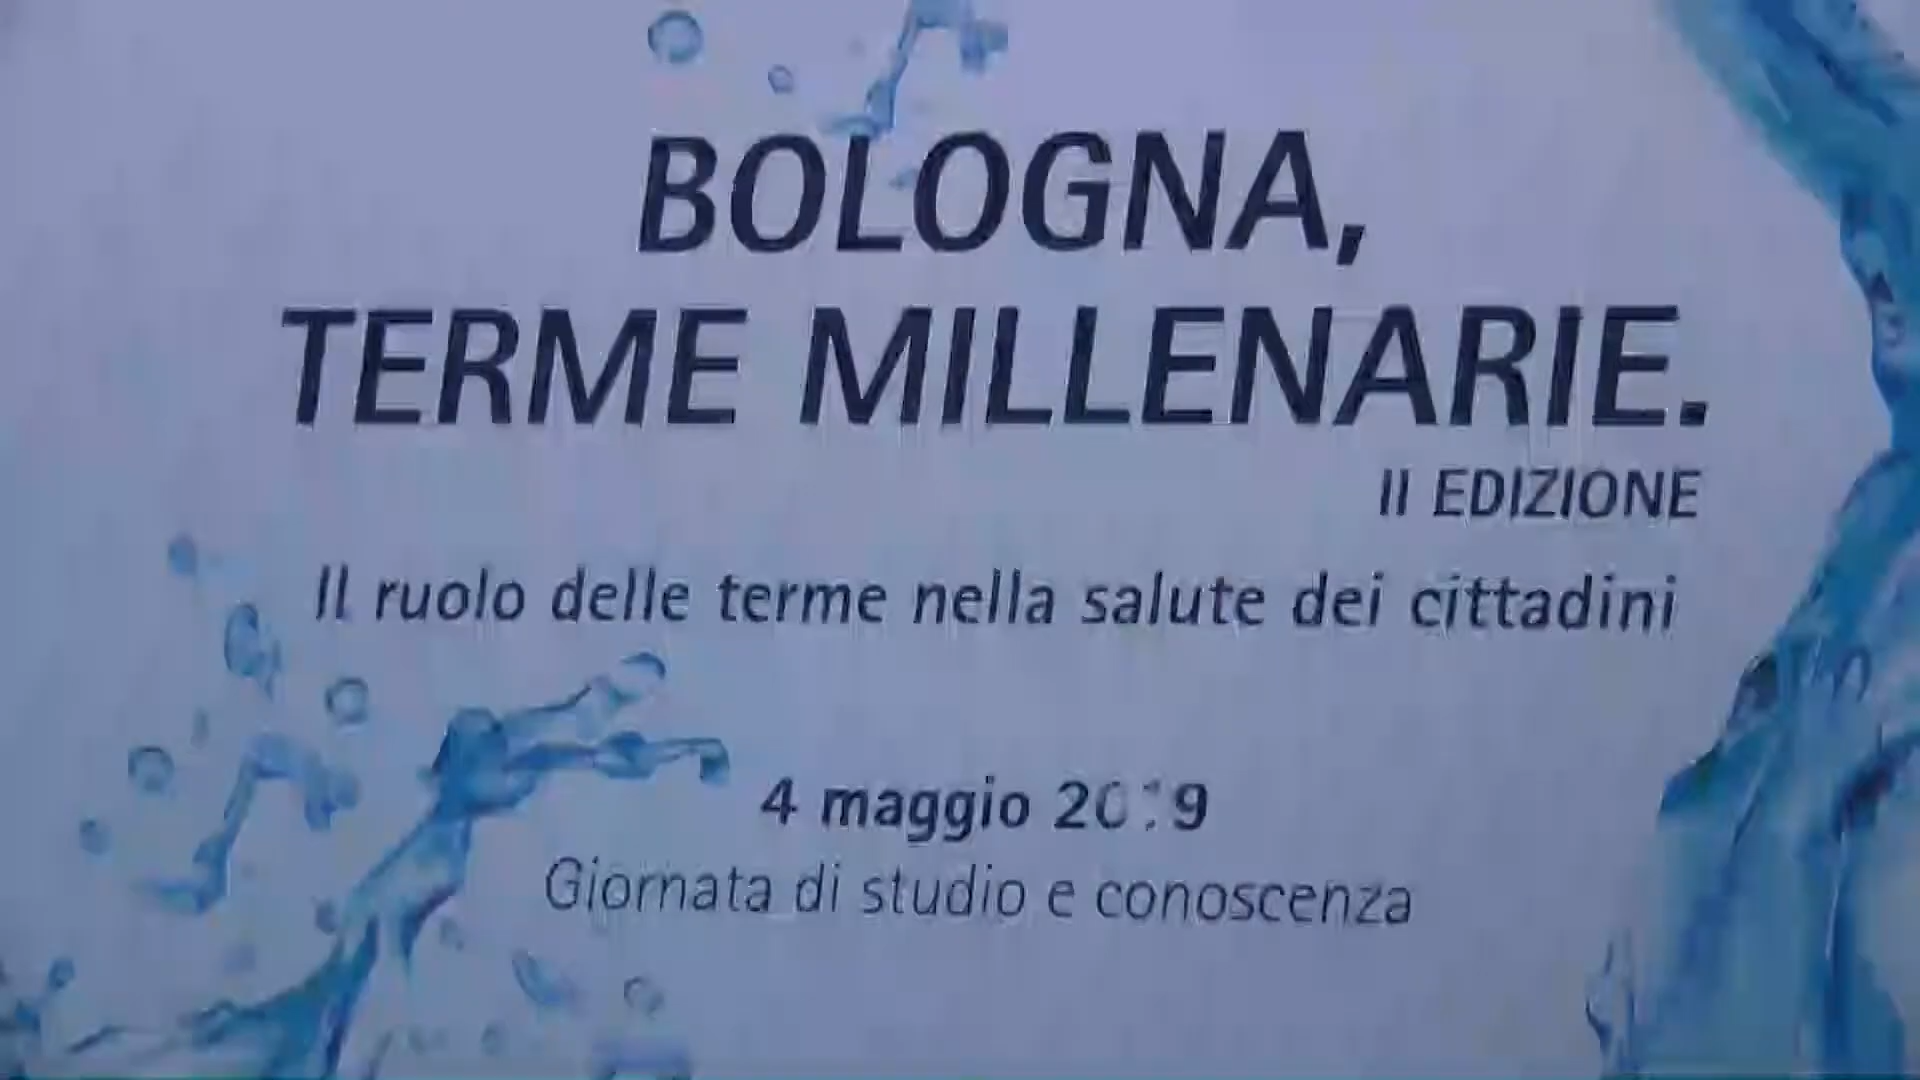 BOLOGNA,
TERME MILLENARIE.
II EDIZIONE
Il ruolo delle terme nella salute dei cittadini
4 maggio 2019
Giornata di studio e conoscenza